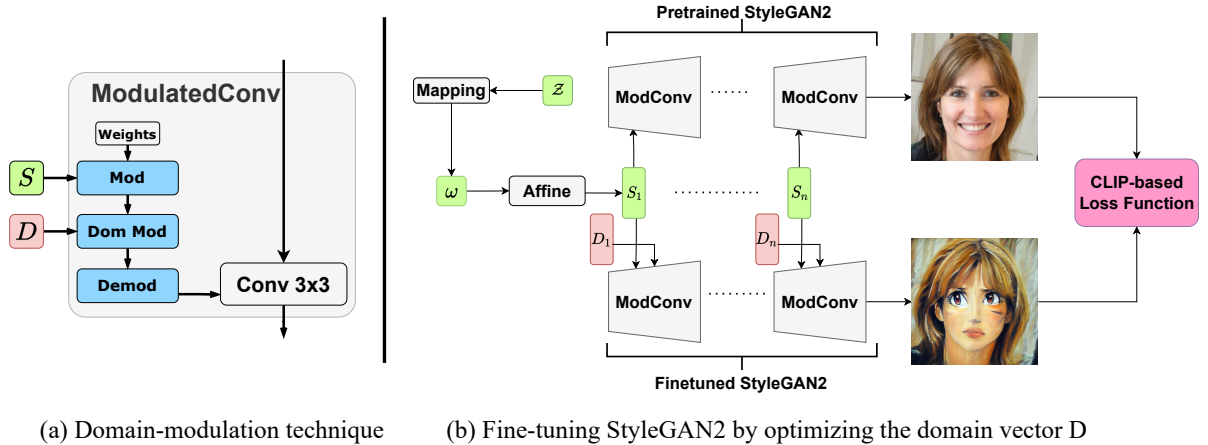 ModulatedConv
Weights
S
Mod
D
Dom Mod
Demod
Conv 3x3
(a) Domain-modulation technique
Pretrained StyleGAN2
Mapping
𝒵
ModConv
........
ModConv
ω
Affine
S₁
..............
Sₙ
D₁
Dₙ
CLIP-based
Loss Function
ModConv
.........
ModConv
Finetuned StyleGAN2
(b) Fine-tuning StyleGAN2 by optimizing the domain vector D